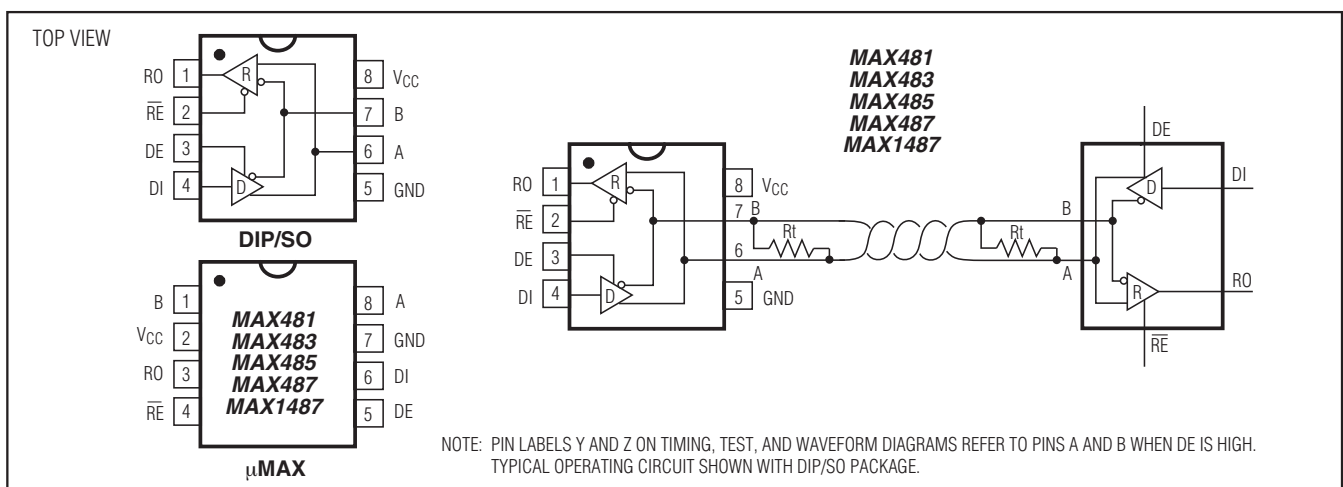 TOP VIEW
RO 1
RE 2
DE 3
DI 4
8 VCC
7 B
6 A
5 GND
R
D
DIP/SO
B 1
VCC 2
RO 3
RE 4
8 A
7 GND
6 DI
5 DE
MAX481
MAX483
MAX485
MAX487
MAX1487
μMAX
MAX481
MAX483
MAX485
MAX487
MAX1487
RO 1
RE 2
DE 3
DI 4
R
D
8 VCC
7 B
Rt
6
A
5 GND
B
Rt
A
DE
D
DI
R
RO
RE
NOTE: PIN LABELS Y AND Z ON TIMING, TEST, AND WAVEFORM DIAGRAMS REFER TO PINS A AND B WHEN DE IS HIGH.
TYPICAL OPERATING CIRCUIT SHOWN WITH DIP/SO PACKAGE.